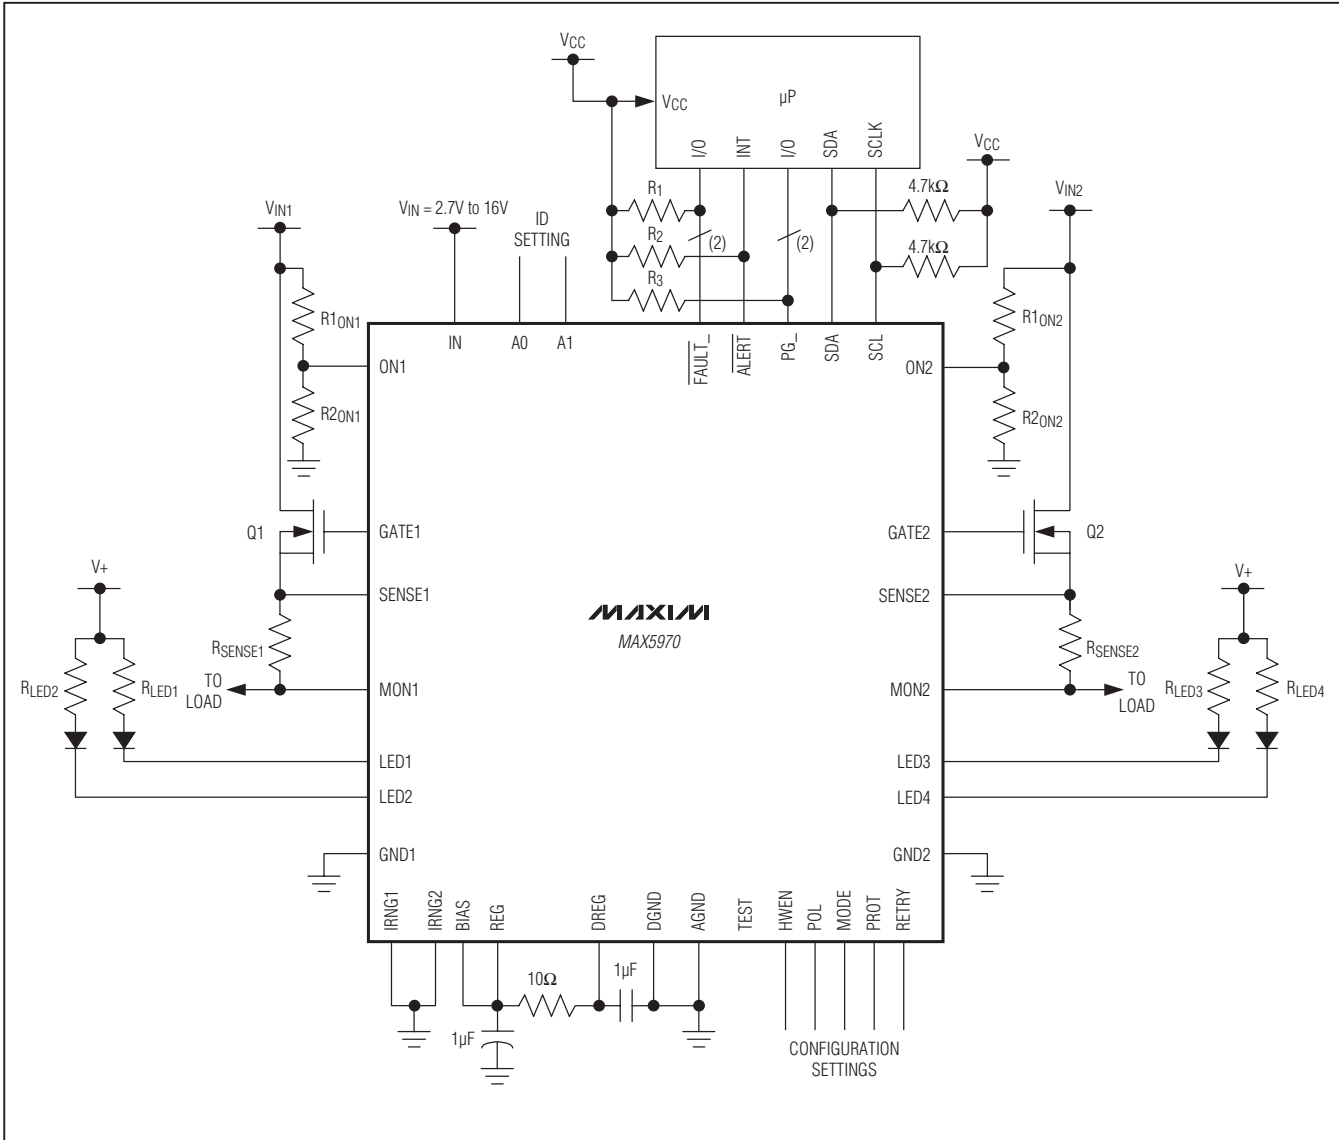 VCC
VCC
µP
I/O
INT
I/O
SDA
SCLK
VCC
R1
4.7kΩ
VIN1
VIN = 2.7V to 16V
ID
SETTING
VIN2
R2
(2)
(2)
4.7kΩ
R3
R1ON1
IN
A0
A1
FAULT_
ALERT
PG_
SDA
SCL
R1ON2
ON1
ON2
R2ON1
R2ON2
Q1
GATE1
GATE2
Q2
V+
SENSE1
SENSE2
V+
MAXIM
MAX5970
RSENSE1
RSENSE2
RLED2
RLED1
TO
LOAD
MON1
MON2
TO
LOAD
RLED3
RLED4
LED1
LED3
LED2
LED4
GND1
GND2
IRNG1
IRNG2
BIAS
REG
DREG
DGND
AGND
TEST
HWEN
POL
MODE
PROT
RETRY
10Ω
1µF
1µF
CONFIGURATION
SETTINGS